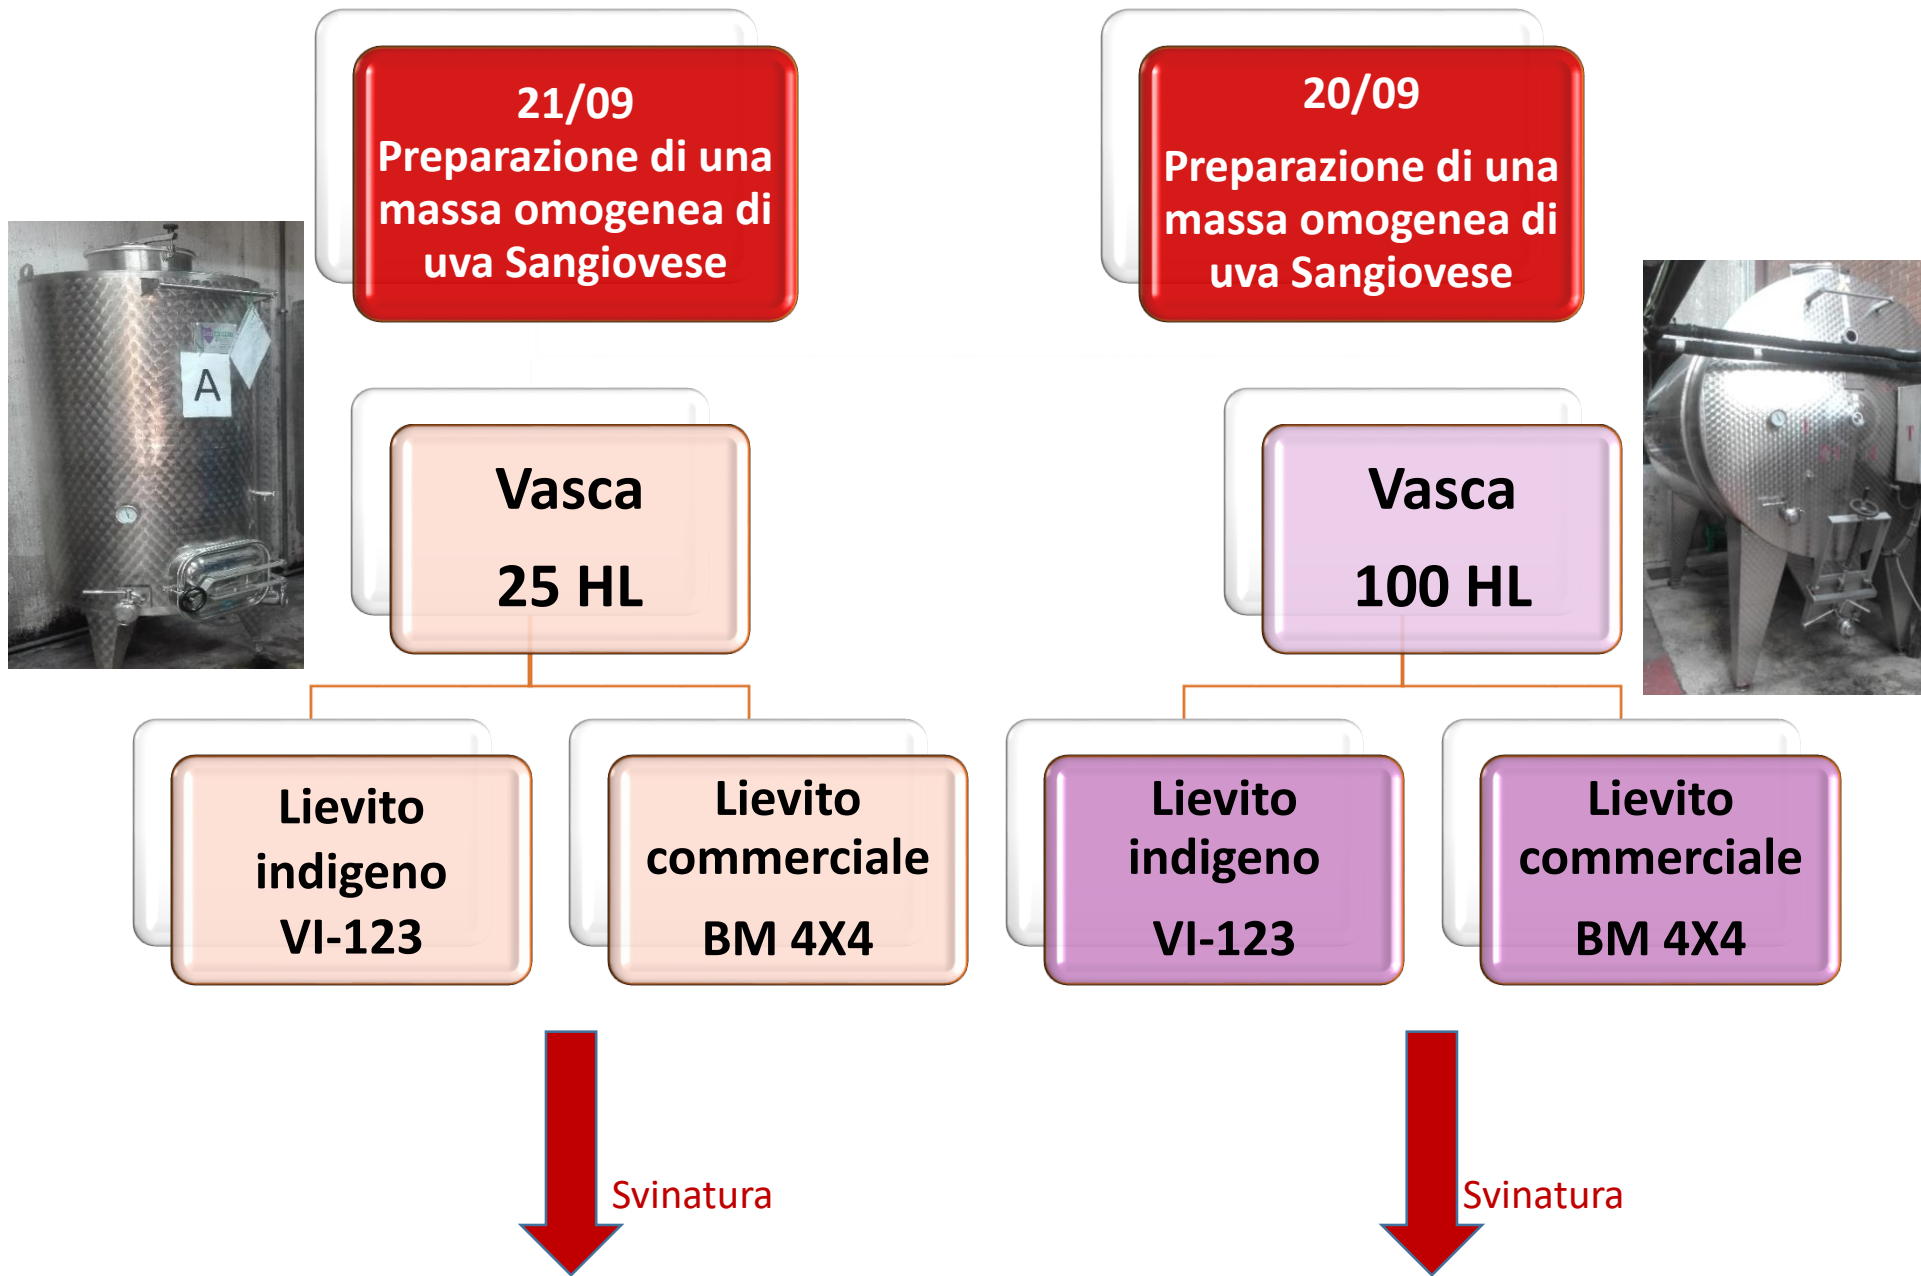 21/09
Preparazione di una
massa omogenea di
uva Sangiovese
20/09
Preparazione di una
massa omogenea di
uva Sangiovese
A
Vasca
25 HL
Vasca
100 HL
Lievito
indigeno
VI-123
Lievito
commerciale
BM 4X4
Lievito
indigeno
VI-123
Lievito
commerciale
BM 4X4
Svinatura
Svinatura